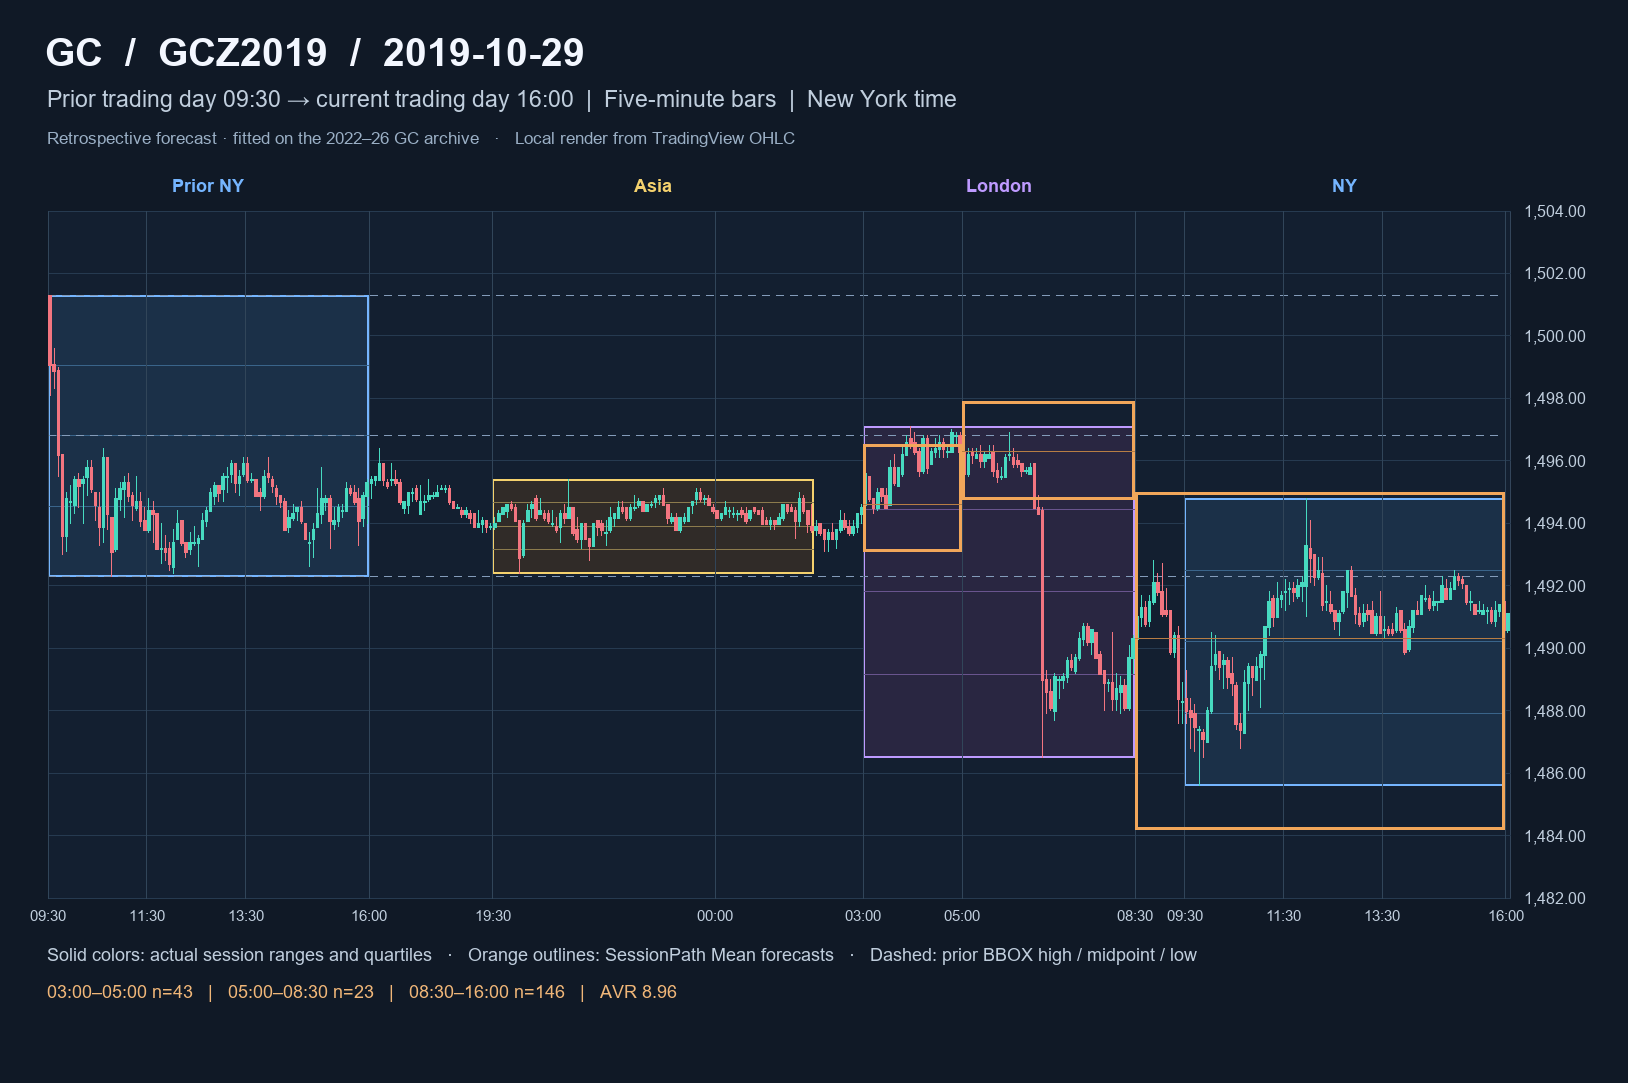 GC / GCZ2019 / 2019-10-29
Prior trading day 09:30 → current trading day 16:00 | Five-minute bars | New York time
Retrospective forecast · fitted on the 2022–26 GC archive · Local render from TradingView OHLC
Prior NY Asia London NY
1,504.00
1,502.00
1,500.00
1,498.00
1,496.00
1,494.00
1,492.00
1,490.00
1,488.00
1,486.00
1,484.00
1,482.00
09:30 11:30 13:30 16:00 19:30 00:00 03:00 05:00 08:30 09:30 11:30 13:30 16:00
Solid colors: actual session ranges and quartiles · Orange outlines: SessionPath Mean forecasts · Dashed: prior BBOX high / midpoint / low
03:00–05:00 n=43 | 05:00–08:30 n=23 | 08:30–16:00 n=146 | AVR 8.96